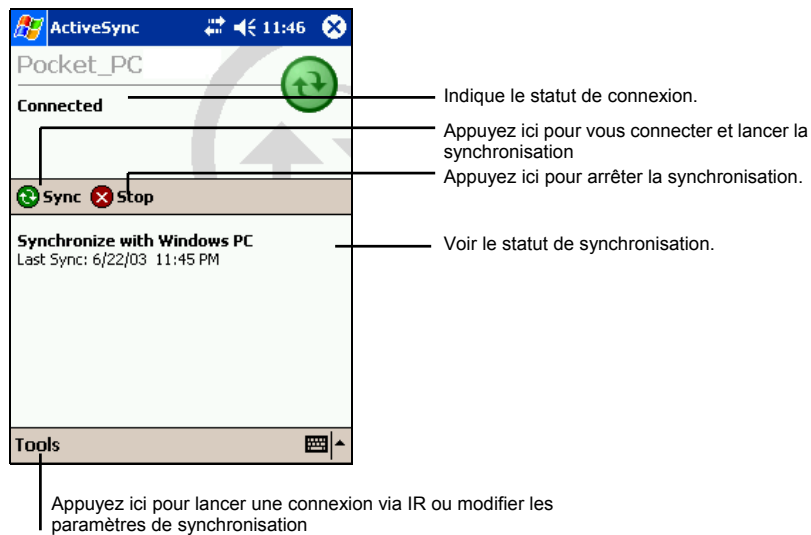 ActiveSync 11:46
Pocket_PC
Connected
Indique le statut de connexion.
Appuyez ici pour vous connecter et lancer la
synchronisation
Appuyez ici pour arrêter la synchronisation.
Sync Stop
Synchronize with Windows PC
Last Sync: 6/22/03 11:45 PM
Voir le statut de synchronisation.
Tools
Appuyez ici pour lancer une connexion via IR ou modifier les
paramètres de synchronisation